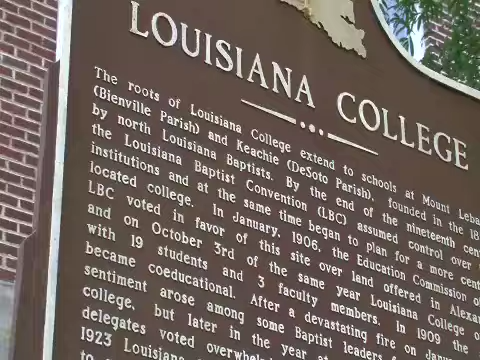 LOUISIANA COLLEGE
The roots of Louisiana College extend to schools at Mount
(Bienville Parish) and Keachie (DeSoto Parish), founded in the
by north Louisiana Baptists. By the end of the nineteenth
the Louisiana Baptist Convention (LBC) assumed control over
institutions and at the same time began to plan for a more
located college. In January, 1906, the Education Commission
LBC voted in favor of this site over land offered in
and on October 3rd of the same year Louisiana College
with 19 students and 3 faculty members. In 1909 the
became coeducational. After a devastating fire on
sentiment arose among some Baptist leaders
college, but later in the year
delegates voted
1923 Louisiana